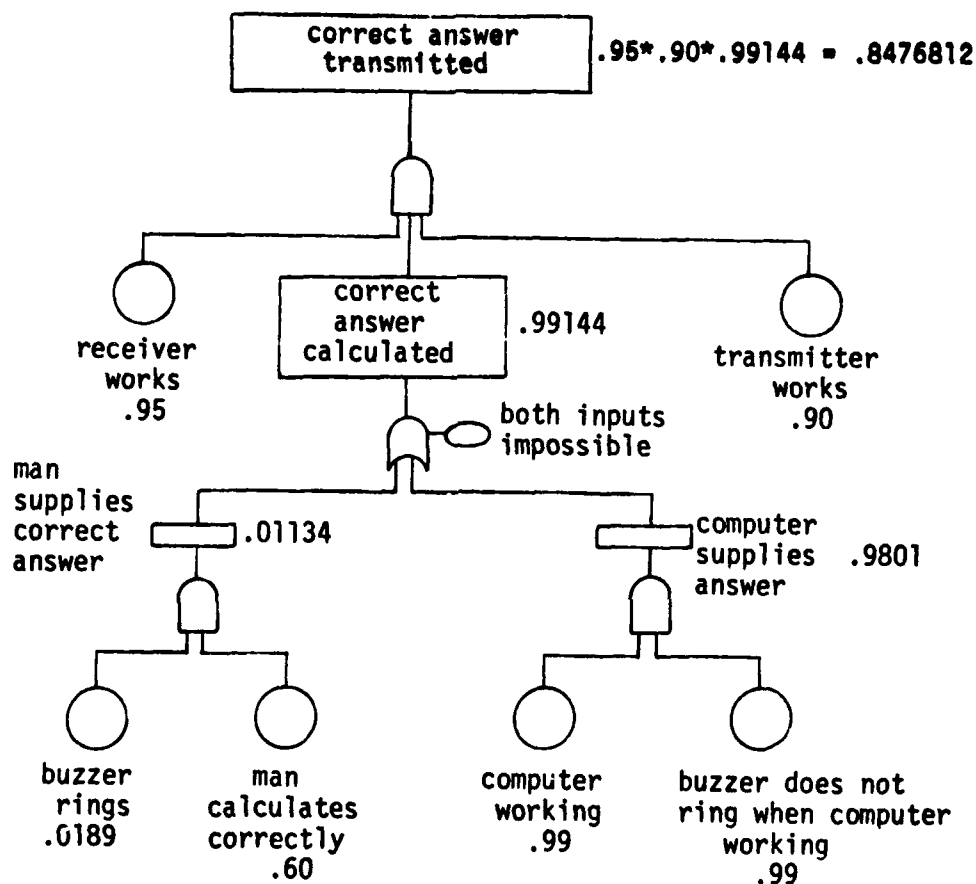 correct answer
transmitted
.95*.90*.99144 = .8476812
receiver
works
.95
correct
answer
calculated
.99144
transmitter
works
.90
both inputs
impossible
man
supplies
correct
answer
.01134
computer
supplies
answer
.9801
buzzer
rings
.0189
man
calculates
correctly
.60
computer
working
.99
buzzer does not
ring when computer
working
.99